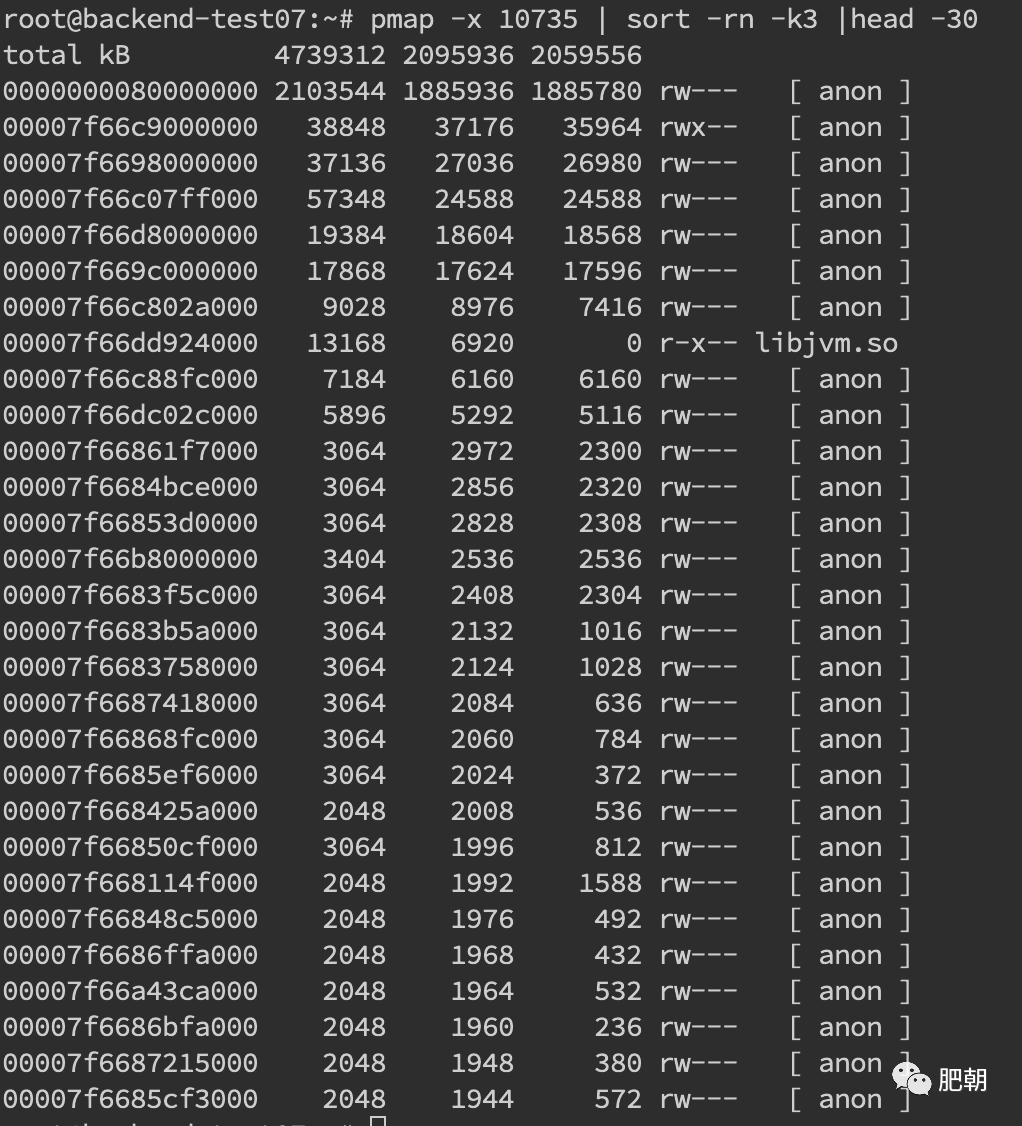 root@backend-test07:~# pmap -x 10735 | sort -rn -k3 |head -30
total kB 4739312 2095936 2059556
0000000080000000 2103544 1885936 1885780 rw--- [ anon ]
00007f66c9000000 38848 37176 35964 rwx-- [ anon ]
00007f6698000000 37136 27036 26980 rw--- [ anon ]
00007f66c07ff000 57348 24588 24588 rw--- [ anon ]
00007f66d8000000 19384 18604 18568 rw--- [ anon ]
00007f669c000000 17868 17624 17596 rw--- [ anon ]
00007f66c802a000 9028 8976 7416 rw--- [ anon ]
00007f66dd924000 13168 6920 0 r-x-- libjvm.so
00007f66c88fc000 7184 6160 6160 rw--- [ anon ]
00007f66dc02c000 5896 5292 5116 rw--- [ anon ]
00007f66861f7000 3064 2972 2300 rw--- [ anon ]
00007f6684bce000 3064 2856 2320 rw--- [ anon ]
00007f66853d0000 3064 2828 2308 rw--- [ anon ]
00007f66b8000000 3404 2536 2536 rw--- [ anon ]
00007f6683f5c000 3064 2408 2304 rw--- [ anon ]
00007f6683b5a000 3064 2132 1016 rw--- [ anon ]
00007f6683758000 3064 2124 1028 rw--- [ anon ]
00007f6687418000 3064 2084 636 rw--- [ anon ]
00007f66868fc000 3064 2060 784 rw--- [ anon ]
00007f6685ef6000 3064 2024 372 rw--- [ anon ]
00007f668425a000 2048 2008 536 rw--- [ anon ]
00007f66850cf000 3064 1996 812 rw--- [ anon ]
00007f668114f000 2048 1992 1588 rw--- [ anon ]
00007f66848c5000 2048 1976 492 rw--- [ anon ]
00007f6686ffa000 2048 1968 432 rw--- [ anon ]
00007f66a43ca000 2048 1964 532 rw--- [ anon ]
00007f6686bfa000 2048 1960 236 rw--- [ anon ]
00007f6687215000 2048 1948 380 rw--- [ anon ]
00007f6685cf3000 2048 1944 572 rw--- [ anon ]
肥朝